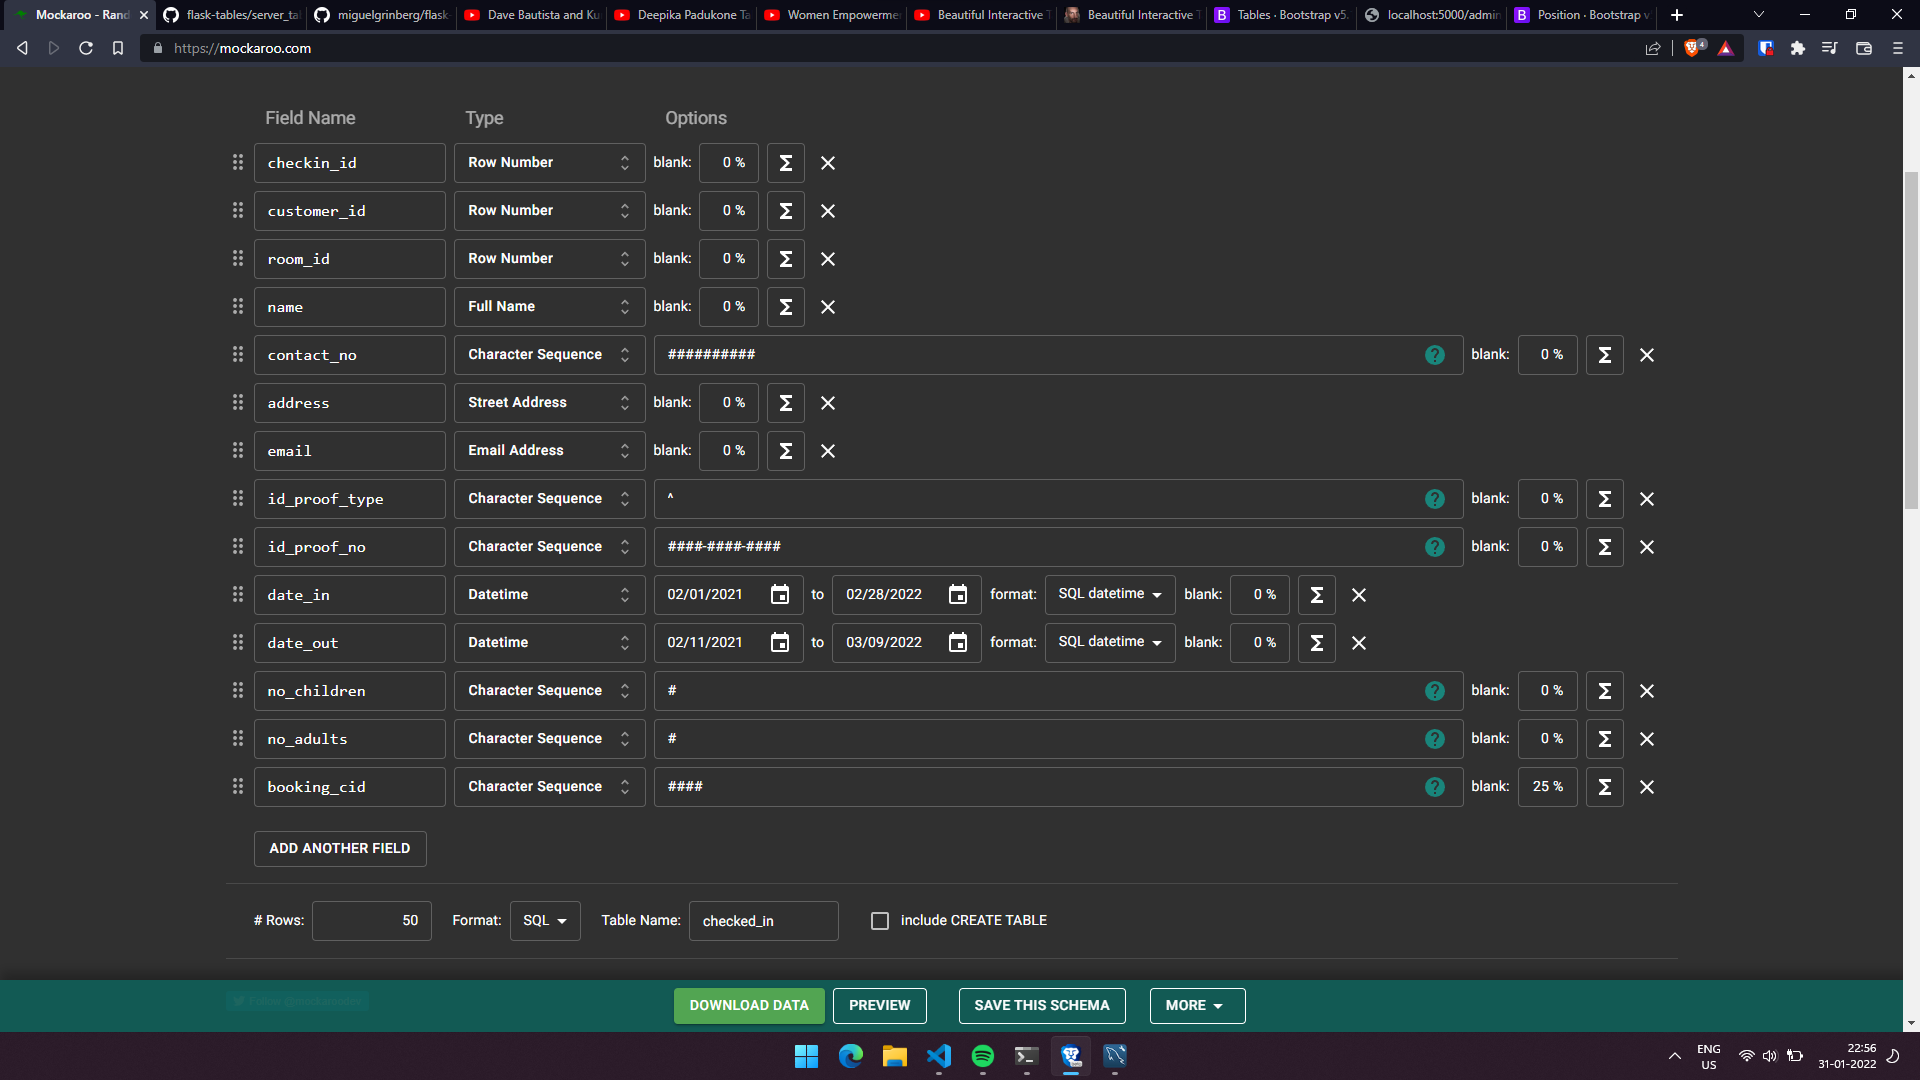 Mockaroo - Rand
flask-tables/server_ta
miguelgrinberg/flask-
Dave Bautista and Ku
Deepika Padukone Ta
Women Empowerme
Beautiful Interactive T
Beautiful Interactive T
Tables · Bootstrap v5.
localhost:5000/admin
Position · Bootstrap v
https://mockaroo.com
4
Field Name Type Options
checkin_id Row Number blank: 0 % Σ
customer_id Row Number blank: 0 % Σ
room_id Row Number blank: 0 % Σ
name Full Name blank: 0 % Σ
contact_no Character Sequence ########## ? blank: 0 % Σ
address Street Address blank: 0 % Σ
email Email Address blank: 0 % Σ
id_proof_type Character Sequence ^ ? blank: 0 % Σ
id_proof_no Character Sequence ####-####-#### ? blank: 0 % Σ
date_in Datetime 02/01/2021 to 02/28/2022 format: SQL datetime blank: 0 % Σ
date_out Datetime 02/11/2021 to 03/09/2022 format: SQL datetime blank: 0 % Σ
no_children Character Sequence # ? blank: 0 % Σ
no_adults Character Sequence # ? blank: 0 % Σ
booking_cid Character Sequence #### ? blank: 25 % Σ
ADD ANOTHER FIELD
# Rows: 50 Format: SQL Table Name: checked_in include CREATE TABLE
Follow @mockaroodev
DOWNLOAD DATA PREVIEW SAVE THIS SCHEMA MORE
ENG
US
22:56
31-01-2022